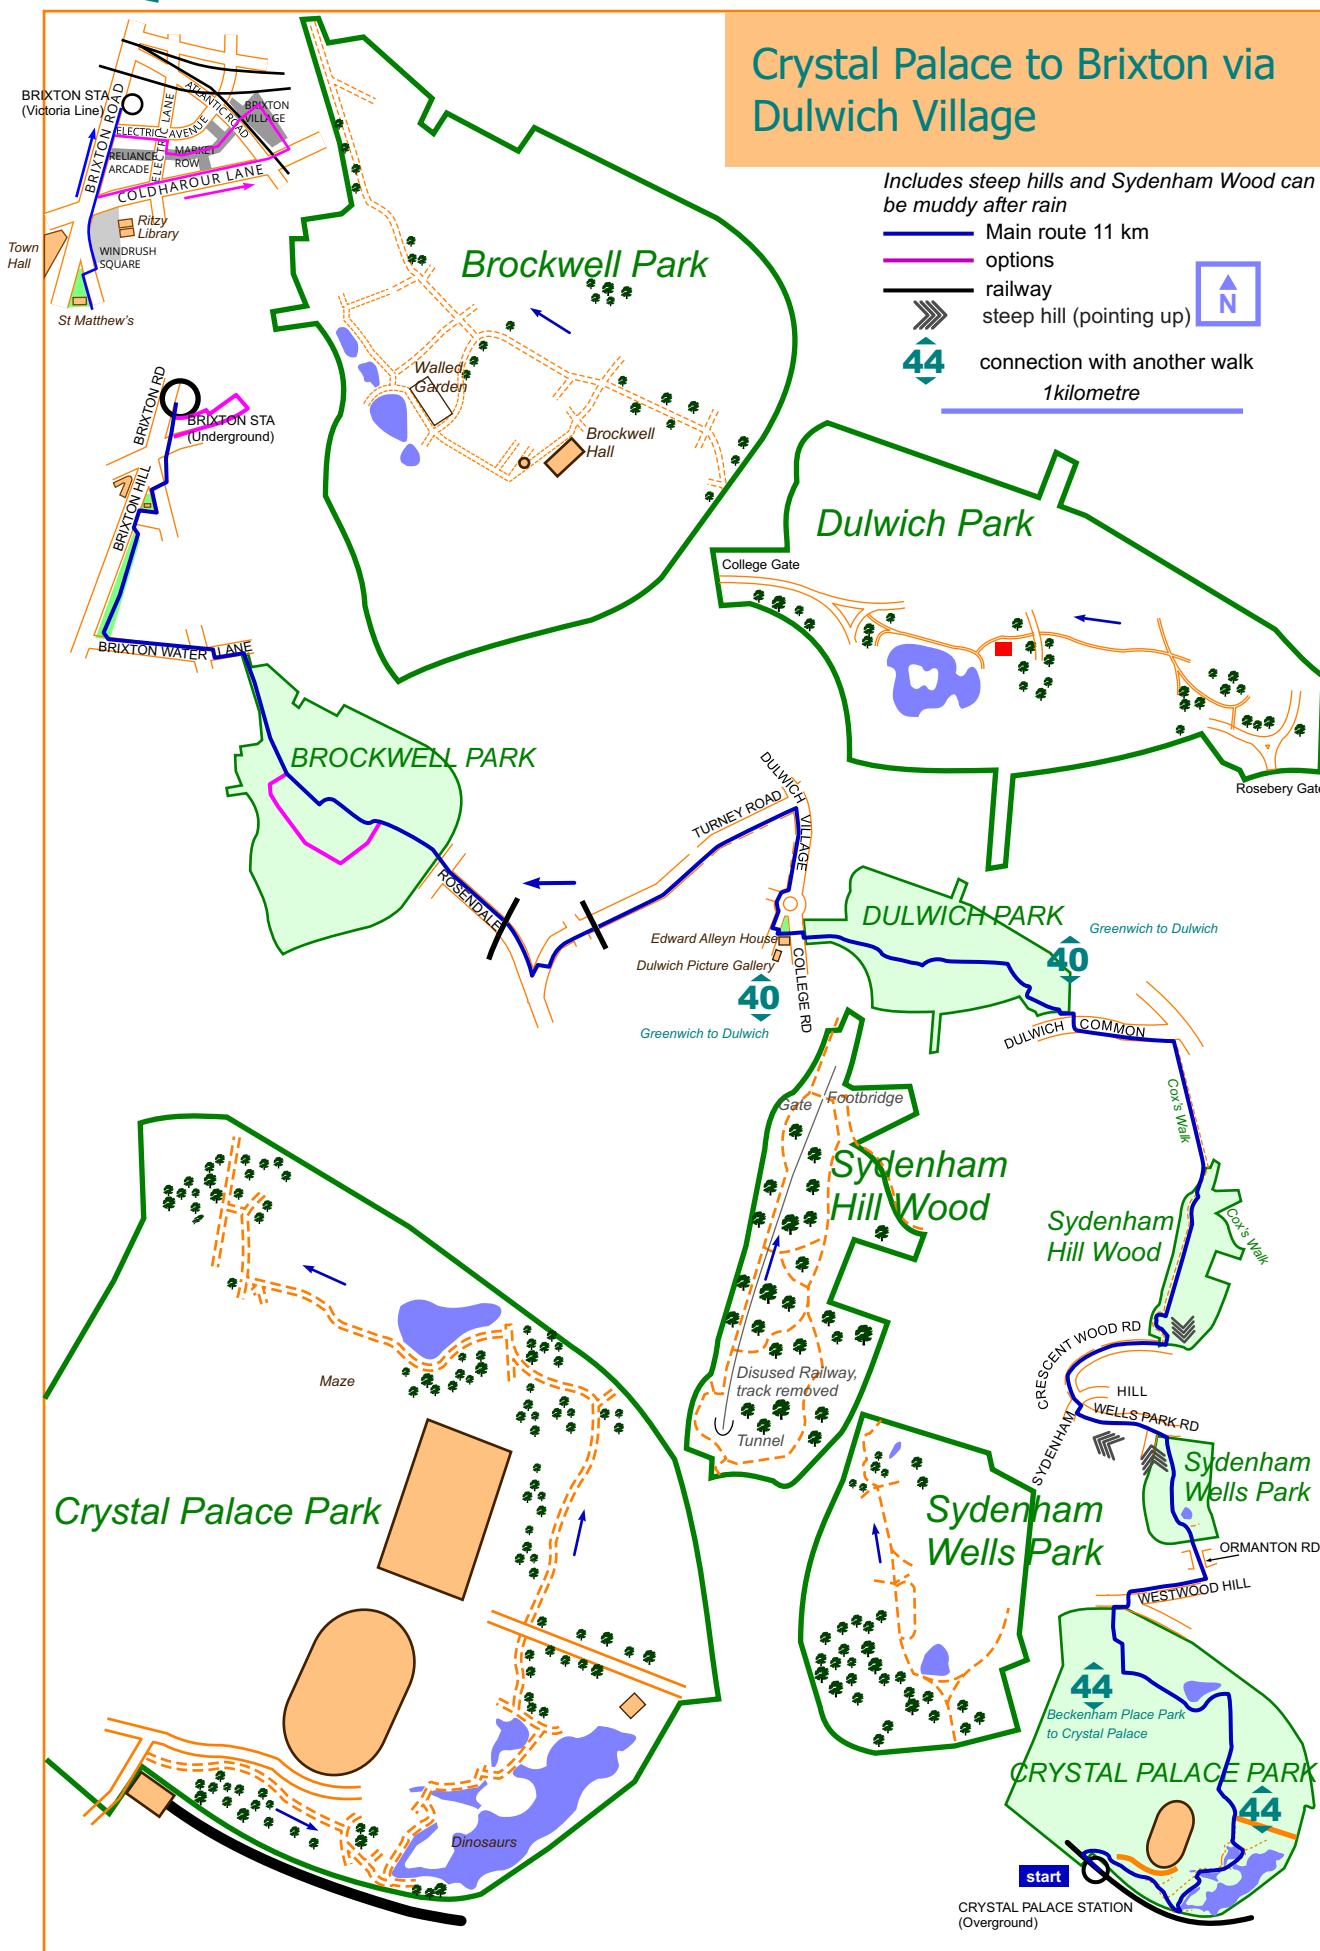 Crystal Palace to Brixton via
Dulwich Village
Includes steep hills and Sydenham Wood can
be muddy after rain
Main route 11 km
options
railway
steep hill (pointing up)
N
44
connection with another walk
1kilometre
BRIXTON STA
(Victoria Line)
BRIXTON ROAD
ELECTRIC LANE
ATLANTIC ROAD
BRIXTON
VILLAGE
ELECTRIC AVENUE
RELIANCE
ARCADE
MARKET
ROW
COLDHAROUR LANE
Ritzy
Library
Town
Hall
WINDRUSH
SQUARE
St Matthew's
Brockwell Park
Walled
Garden
Brockwell
Hall
BRIXTON RD
BRIXTON STA
(Underground)
BRIXTON HILL
BRIXTON WATER LANE
Dulwich Park
College Gate
Rosebery Gate
BROCKWELL PARK
ROSENDALE
TURNEY ROAD
DULWICH
VILLAGE
DULWICH PARK
Edward Alleyn House
Dulwich Picture Gallery
COLLEGE RD
40
Greenwich to Dulwich
40
Greenwich to Dulwich
DULWICH COMMON
Cox's Walk
Gate
Footbridge
Sydenham
Hill Wood
Disused Railway,
track removed
Tunnel
Sydenham
Hill Wood
Cox's Walk
CRESCENT WOOD RD
HILL
SYDENHAM
WELLS PARK RD
Sydenham
Wells Park
ORMANTON RD
WESTWOOD HILL
Sydenham
Wells Park
Maze
Crystal Palace Park
Dinosaurs
44
Beckenham Place Park
to Crystal Palace
CRYSTAL PALACE PARK
44
start
CRYSTAL PALACE STATION
(Overground)